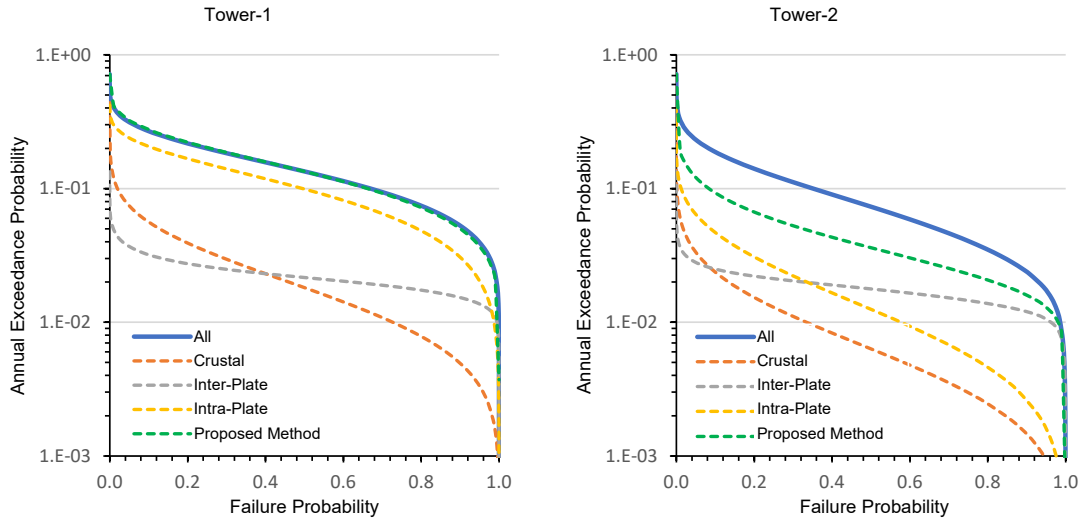 Tower-1
1.E+00
1.E-01
1.E-02
1.E-03
Annual Exceedance Probability
All
Crustal
Inter-Plate
Intra-Plate
Proposed Method
0.0 0.2 0.4 0.6 0.8 1.0
Failure Probability
Tower-2
1.E+00
1.E-01
1.E-02
1.E-03
Annual Exceedance Probability
All
Crustal
Inter-Plate
Intra-Plate
Proposed Method
0.0 0.2 0.4 0.6 0.8 1.0
Failure Probability